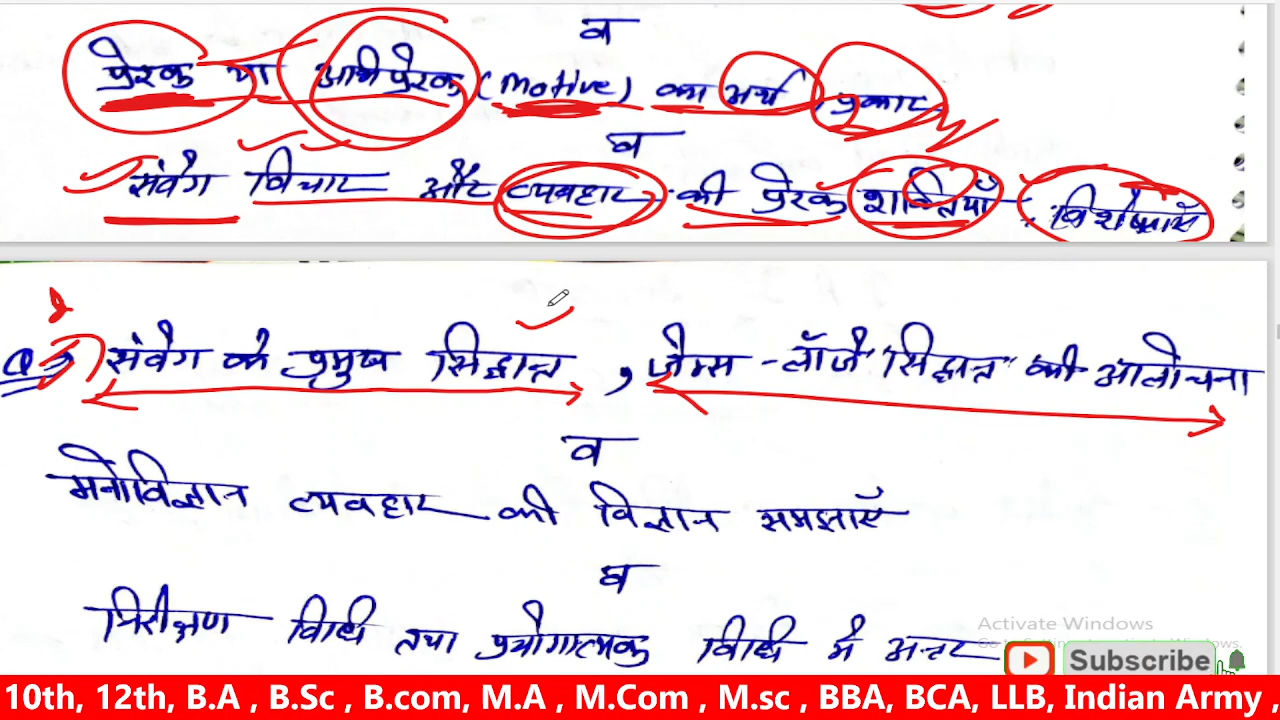 व
प्रेरक या अभिप्रेरक (Motive) का अर्थ, प्रकार
व
संवेग विचार और व्यवहार की प्रेरक शक्तियाँ : विशेषताएँ
Q संवेग के प्रमुख सिद्धान्त , जेम्स - लॉंजे "सिद्धान्त" की आलोचना
व
मनोविज्ञान व्यवहार की विज्ञान समझाएँ
व
निरीक्षण विधि तथा प्रयोगात्मक विधि में अन्तर
Activate Windows
Subscribe
10th, 12th, B.A , B.Sc , B.com, M.A , M.Com , M.sc , BBA, BCA, LLB, Indian Army ,